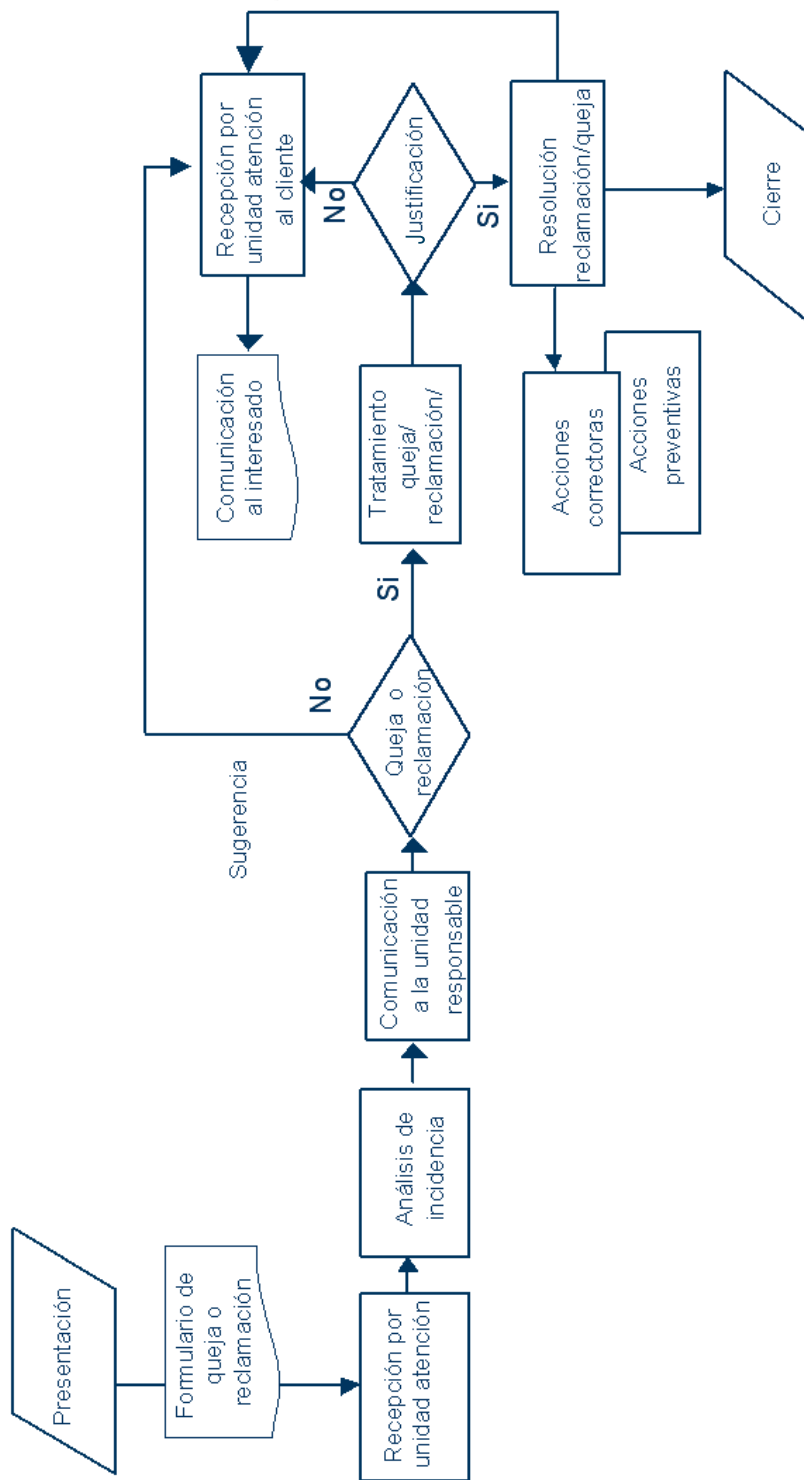 Presentación
Formulario de
queja o
reclamación
Recepción por
unidad atención
Análisis de
incidencia
Comunicación
a la unidad
responsable
Queja o
reclamación
Sugerencia
No
Si
Tratamiento
queja/
reclamación/
Justificación
No
Si
Recepción por
unidad atención
al cliente
Comunicación
al interesado
Resolución
reclamación/queja
Acciones
correctoras
Acciones
preventivas
Cierre